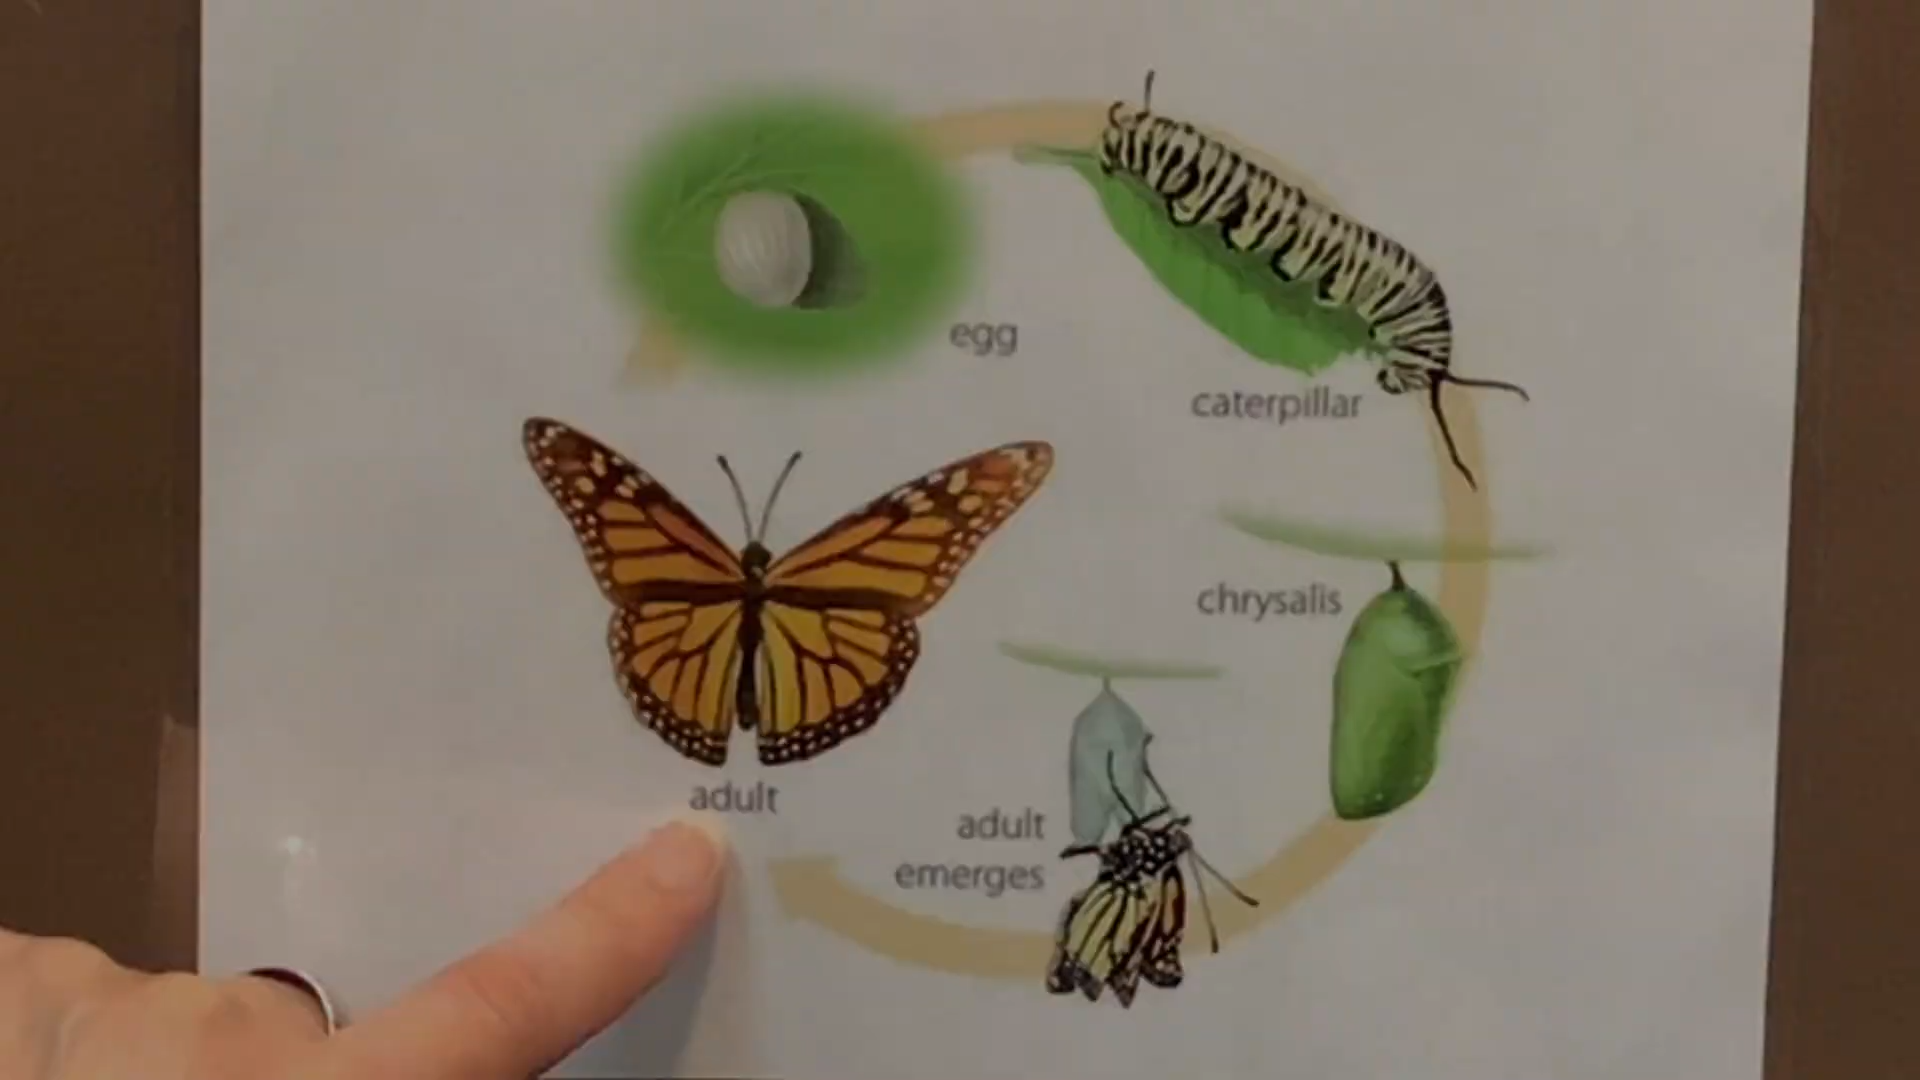 egg
caterpillar
chrysalis
adult
adult
emerges